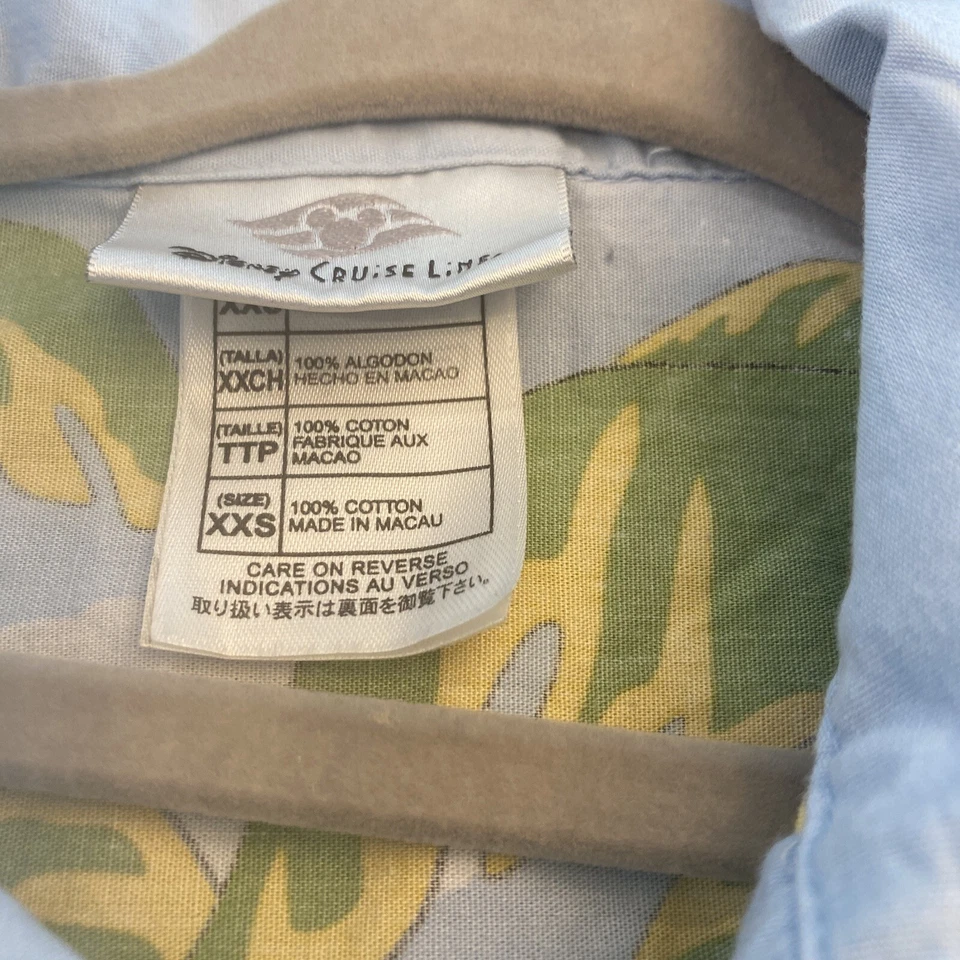 DISNEY CRUISE LINE
XXS
(TALLA)
XXCH
100% ALGODON
HECHO EN MACAO
(TAILLE)
TTP
100% COTON
FABRIQUE AUX
MACAO
(SIZE)
XXS
100% COTTON
MADE IN MACAU
CARE ON REVERSE
INDICATIONS AU VERSO
取り扱い表示は裏面を御覧下さい。